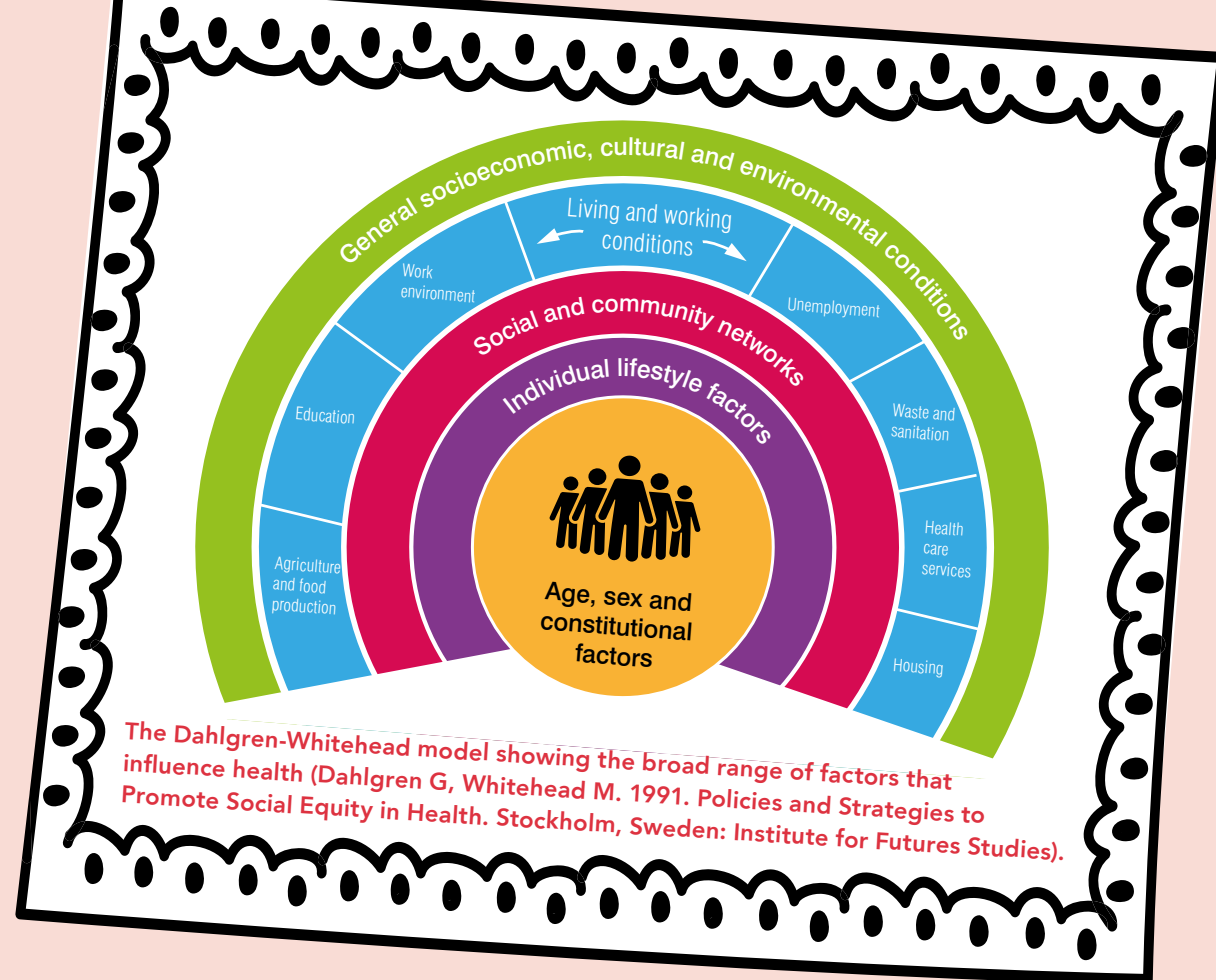 General socioeconomic, cultural and environmental conditions
Living and working
conditions
Work
environment
Unemployment
Education
Waste and
sanitation
Agriculture
and food
production
Health
care
services
Housing
Social and community networks
Individual lifestyle factors
Age, sex and
constitutional
factors
The Dahlgren-Whitehead model showing the broad range of factors that
influence health (Dahlgren G, Whitehead M. 1991. Policies and Strategies to
Promote Social Equity in Health. Stockholm, Sweden: Institute for Futures Studies).